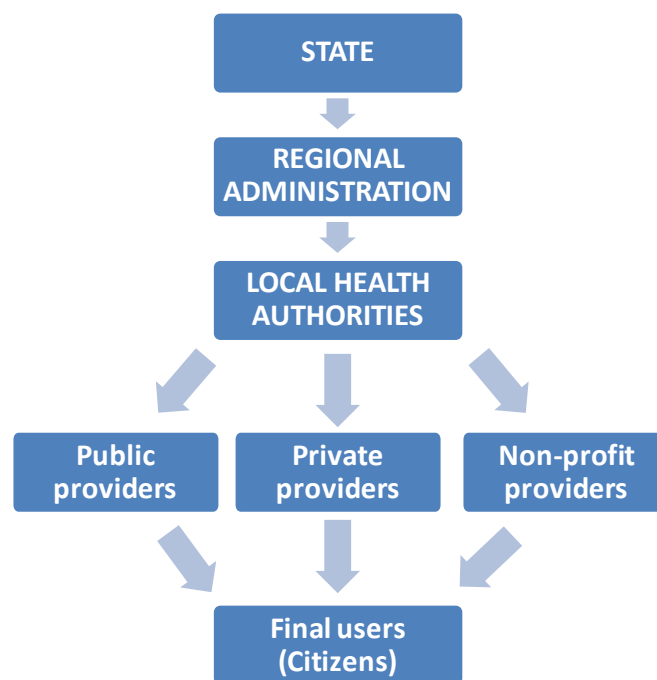 STATE
REGIONAL
ADMINISTRATION
LOCAL HEALTH
AUTHORITIES
Public
providers
Private
providers
Non-profit
providers
Final users
(Citizens)